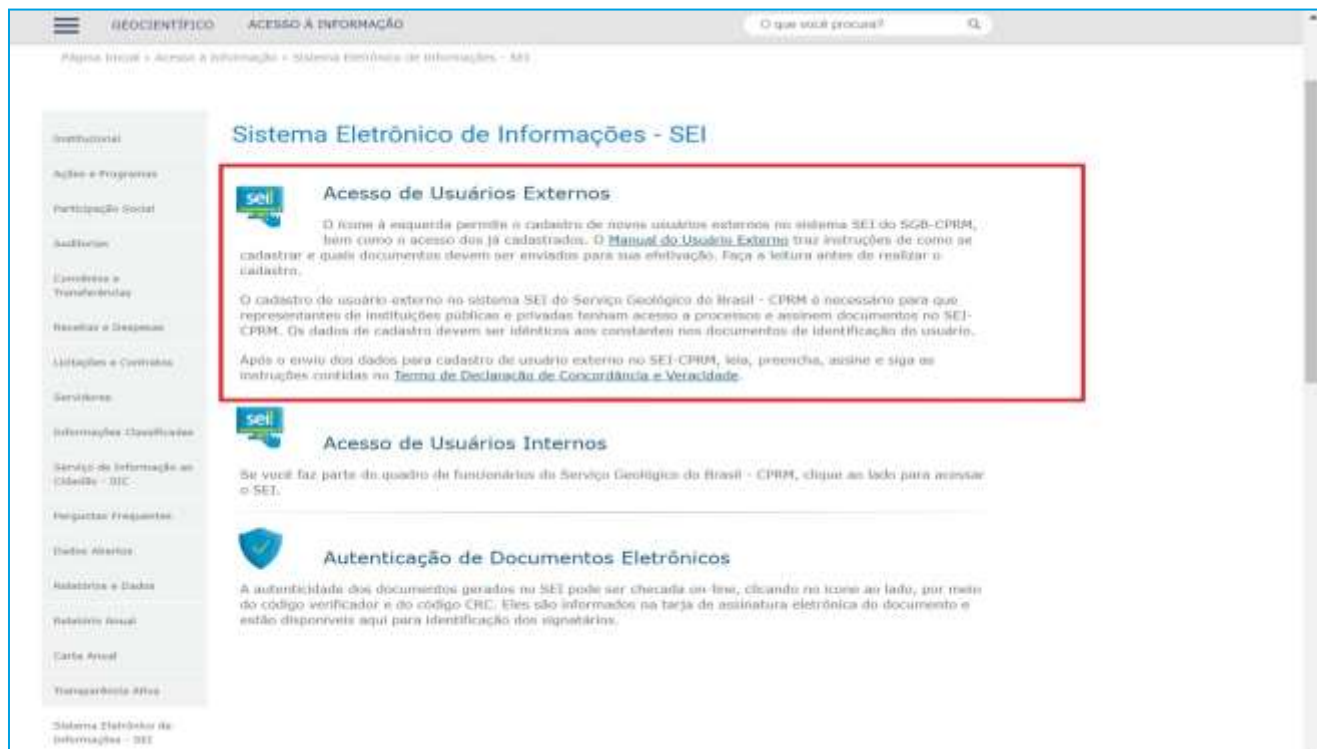 GEOCIENTÍFICO ACESSO À INFORMAÇÃO O que você procura?
Página Inicial » Acesso à Informação » Sistema Eletrônico de Informações - SEI
Institucional
Ações e Programas
Participação Social
Auditorias
Convênios e
Transferências
Receitas e Despesas
Licitações e Contratos
Servidores
Informações Classificadas
Serviço de Informação ao
Cidadão - SIC
Perguntas Frequentes
Dados Abertos
Relatórios e Dados
Relatório Anual
Carta Anual
Transparência Ativa
Sistema Eletrônico de
Informações - SEI
Sistema Eletrônico de Informações - SEI
sei!
Acesso de Usuários Externos
O ícone à esquerda permite o cadastro de novos usuários externos no sistema SEI do SGB-CPRM,
bem como o acesso dos já cadastrados. O Manual do Usuário Externo traz instruções de como se
cadastrar e quais documentos devem ser enviados para sua efetivação. Faça a leitura antes de realizar o
cadastro.
O cadastro de usuário externo no sistema SEI do Serviço Geológico do Brasil - CPRM é necessário para que
representantes de instituições públicas e privadas tenham acesso a processos e assinem documentos no SEI-
CPRM. Os dados de cadastro devem ser idênticos aos constantes nos documentos de identificação do usuário.
Após o envio dos dados para cadastro de usuário externo no SEI-CPRM, leia, preencha, assine e siga as
instruções contidas no Termo de Declaração de Concordância e Veracidade.
sei!
Acesso de Usuários Internos
Se você faz parte do quadro de funcionários do Serviço Geológico do Brasil - CPRM, clique ao lado para acessar
o SEI.
Autenticação de Documentos Eletrônicos
A autenticidade dos documentos gerados no SEI pode ser checada on-line, clicando no ícone ao lado, por meio
do código verificador e do código CRC. Eles são informados na tarja de assinatura eletrônica do documento e
estão disponíveis aqui para identificação dos signatários.